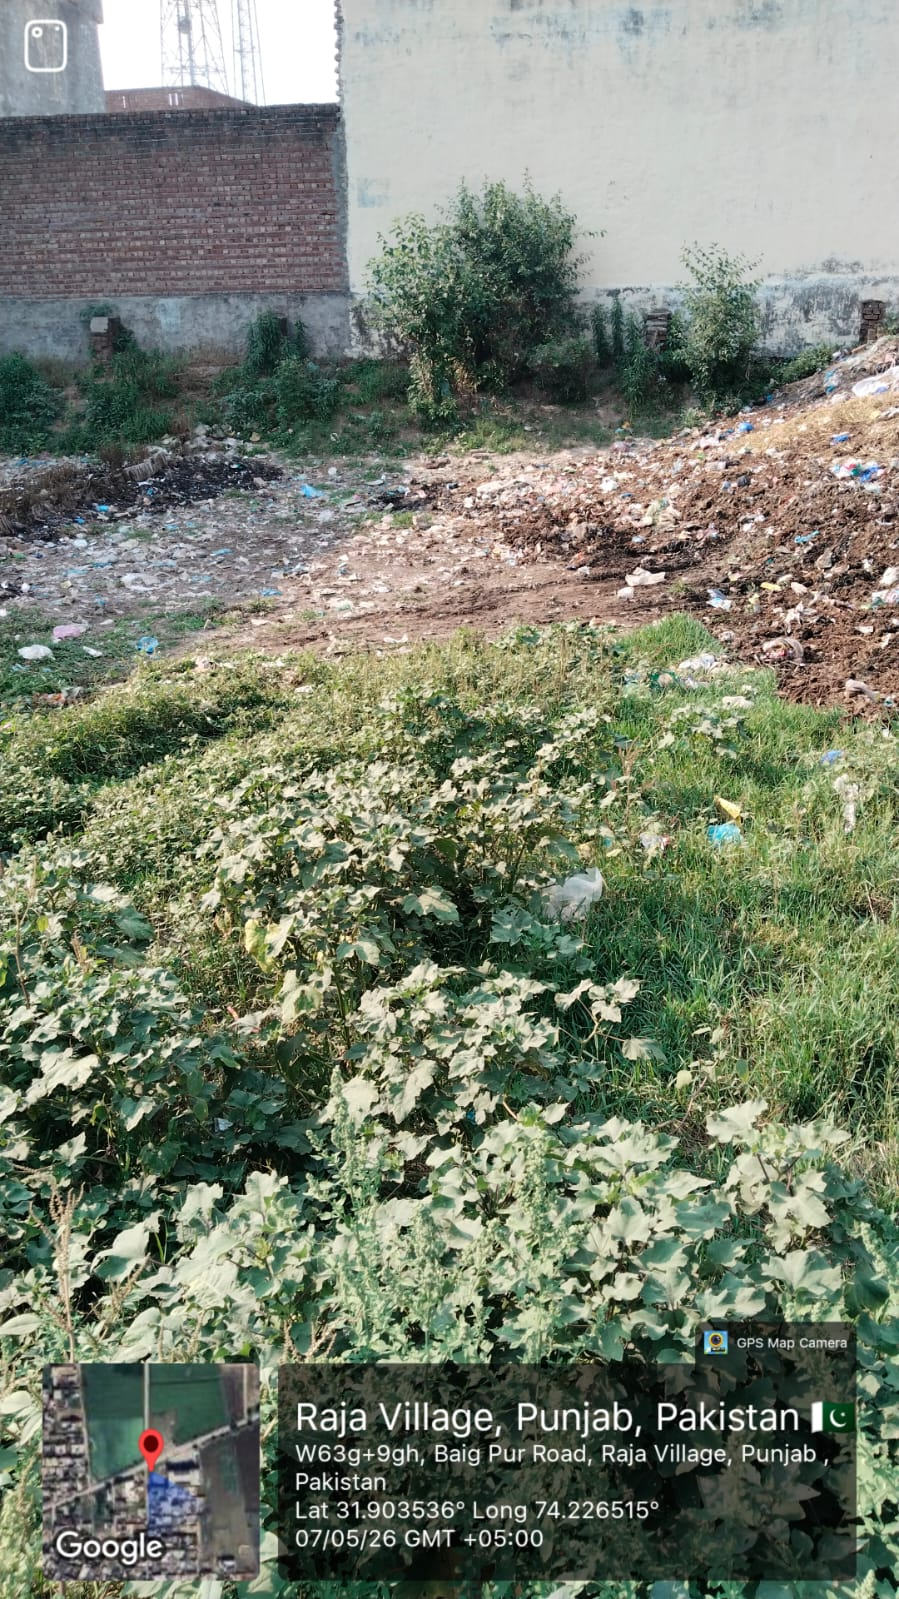 GPS Map Camera
Raja Village, Punjab, Pakistan
W63g+9gh, Baig Pur Road, Raja Village, Punjab ,
Pakistan
Lat 31.903536° Long 74.226515°
07/05/26 GMT +05:00
Google